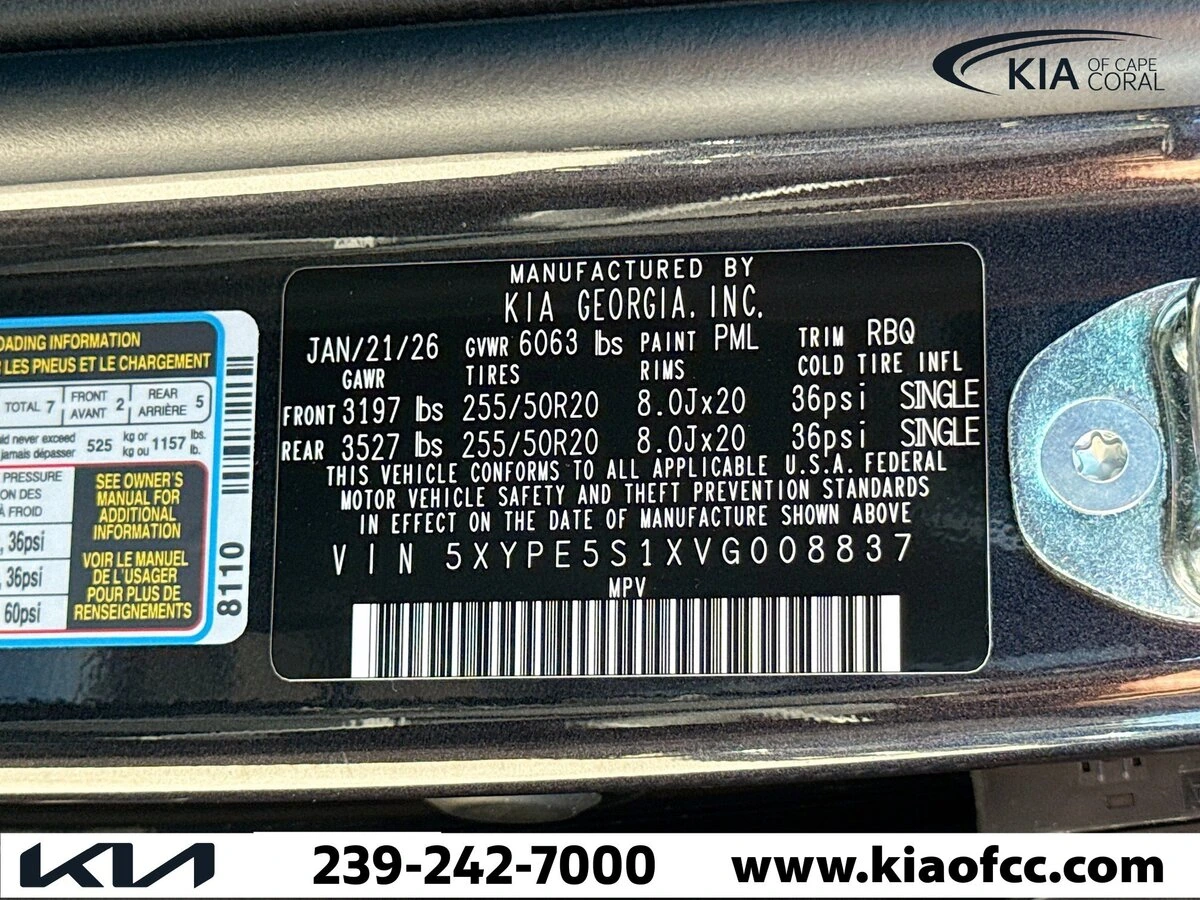 KIA OF CAPE CORAL
MANUFACTURED BY
KIA GEORGIA, INC.
JAN/21/26 GVWR 6063 lbs PAINT PML TRIM RBQ
GAWR TIRES RIMS COLD TIRE INFL
FRONT 3197 lbs 255/50R20 8.0Jx20 36psi SINGLE
REAR 3527 lbs 255/50R20 8.0Jx20 36psi SINGLE
THIS VEHICLE CONFORMS TO ALL APPLICABLE U.S.A. FEDERAL
MOTOR VEHICLE SAFETY AND THEFT PREVENTION STANDARDS
IN EFFECT ON THE DATE OF MANUFACTURE SHOWN ABOVE
VIN 5XYPE5S1XVG008837
MPV
OADING INFORMATION
LES PNEUS ET LE CHARGEMENT
TOTAL 7 FRONT AVANT 2 REAR ARRIÈRE 5
never exceed 525 kg or 1157 lbs.
jamais dépasser kg ou lb.
PRESSURE
ON DES
À FROID
36psi
36psi
60psi
SEE OWNER'S
MANUAL FOR
ADDITIONAL
INFORMATION
VOIR LE MANUEL
DE L'USAGER
POUR PLUS DE
RENSEIGNEMENTS
8110
KIA 239-242-7000 www.kiaofcc.com